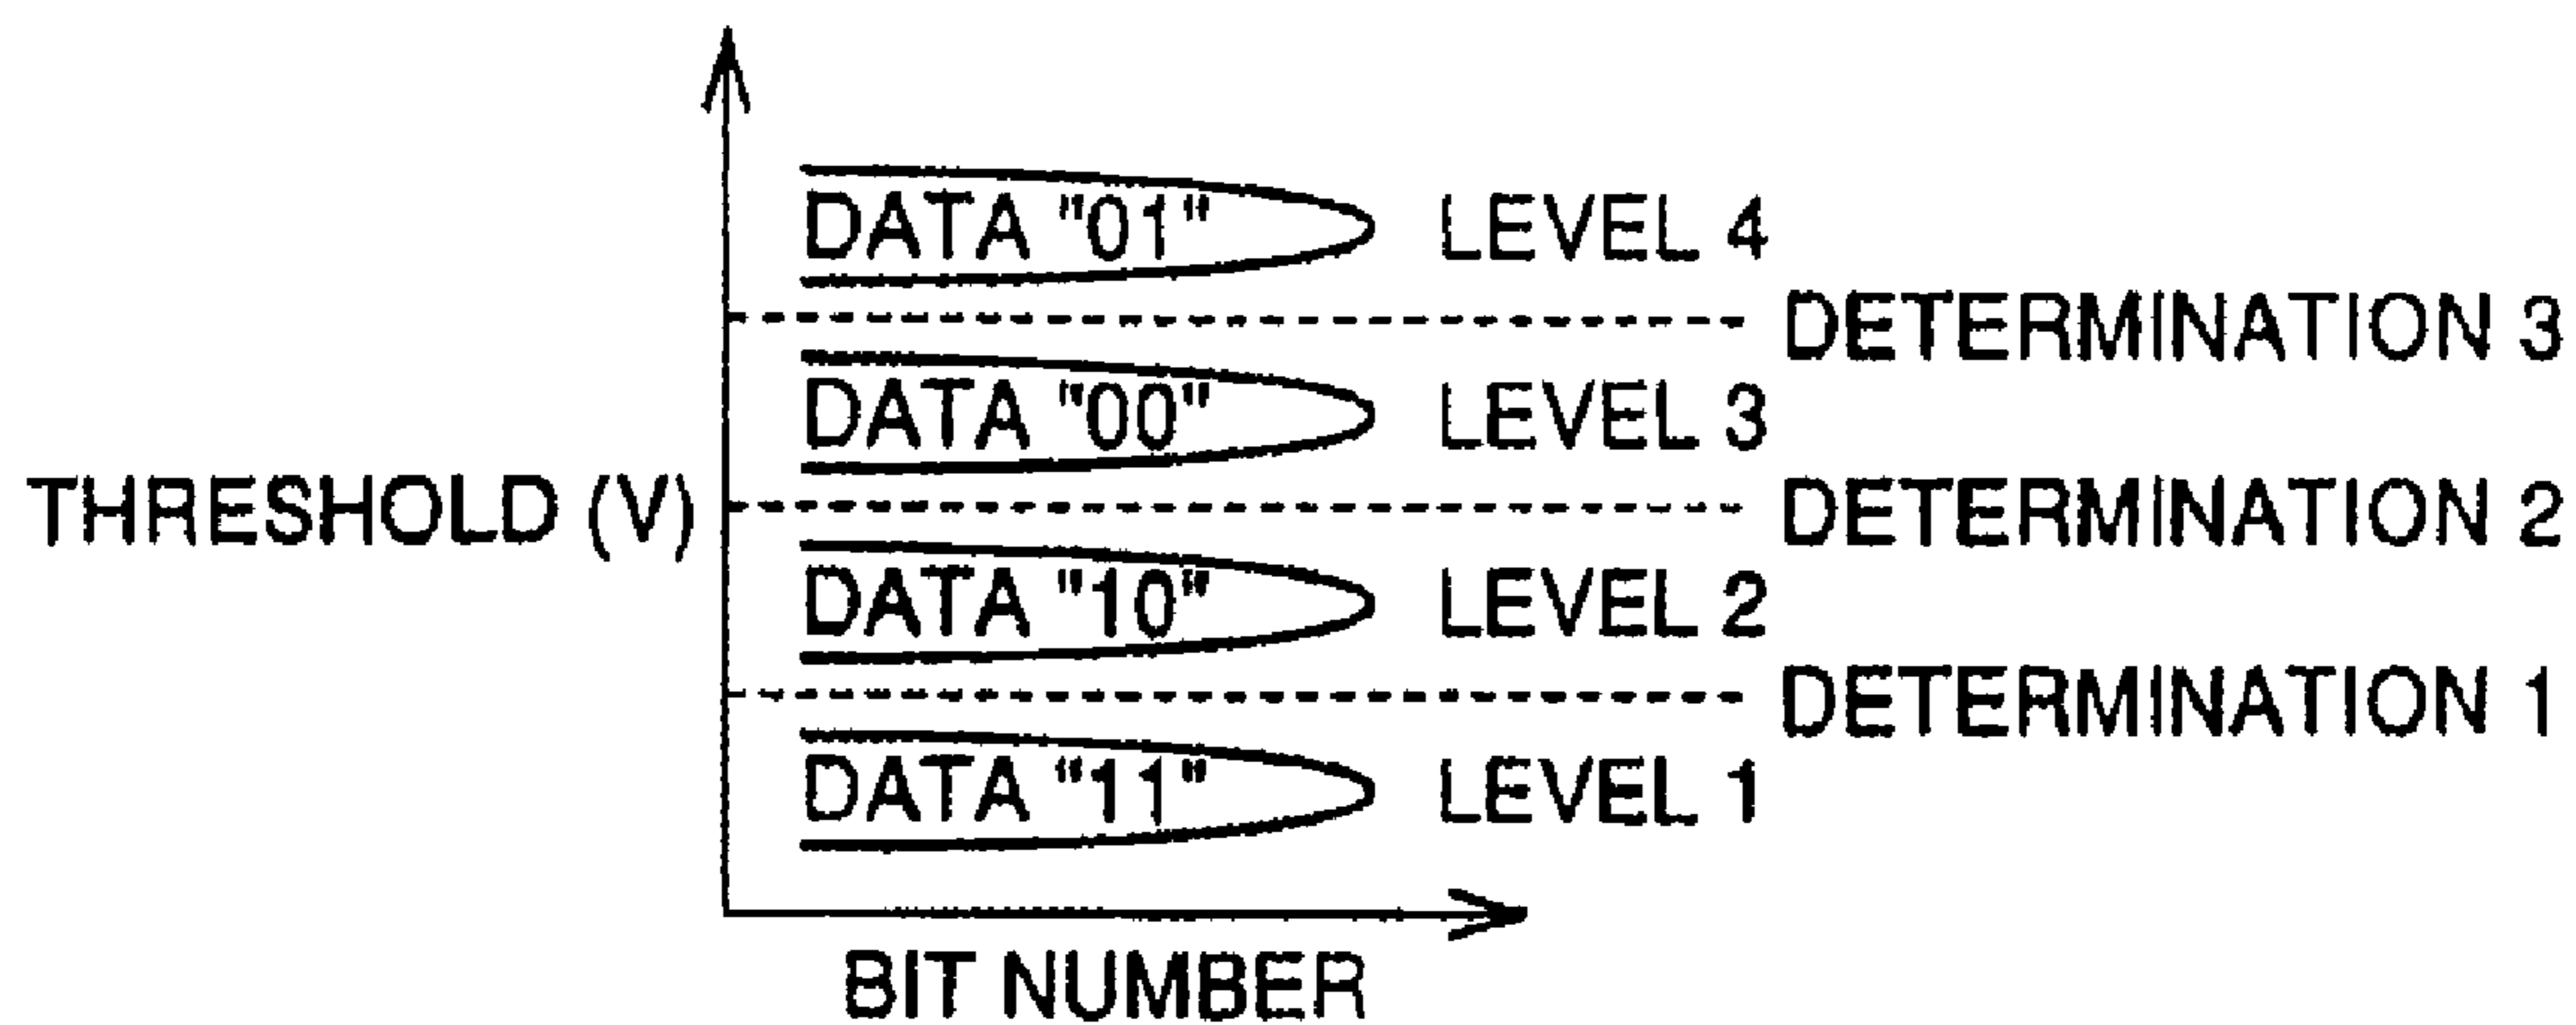 DATA "01" LEVEL 4
DETERMINATION 3
DATA "00" LEVEL 3
THRESHOLD (V) DETERMINATION 2
DATA "10" LEVEL 2
DETERMINATION 1
DATA "11" LEVEL 1
BIT NUMBER